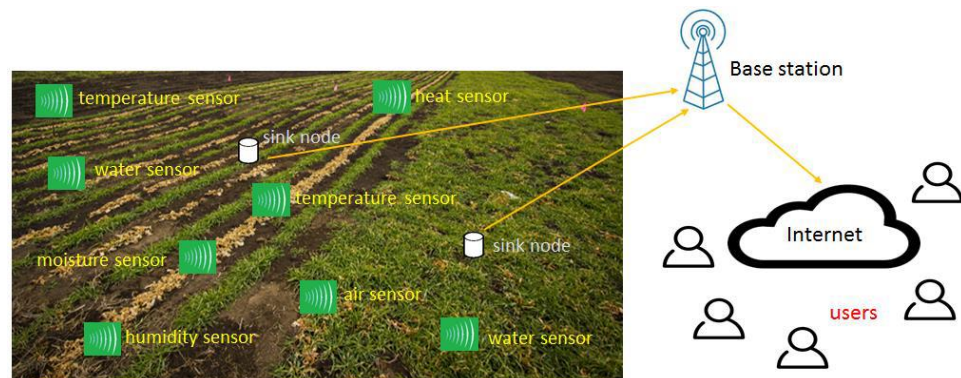 Base station
temperature sensor
heat sensor
sink node
water sensor
temperature sensor
Internet
sink node
moisture sensor
air sensor
users
humidity sensor
water sensor